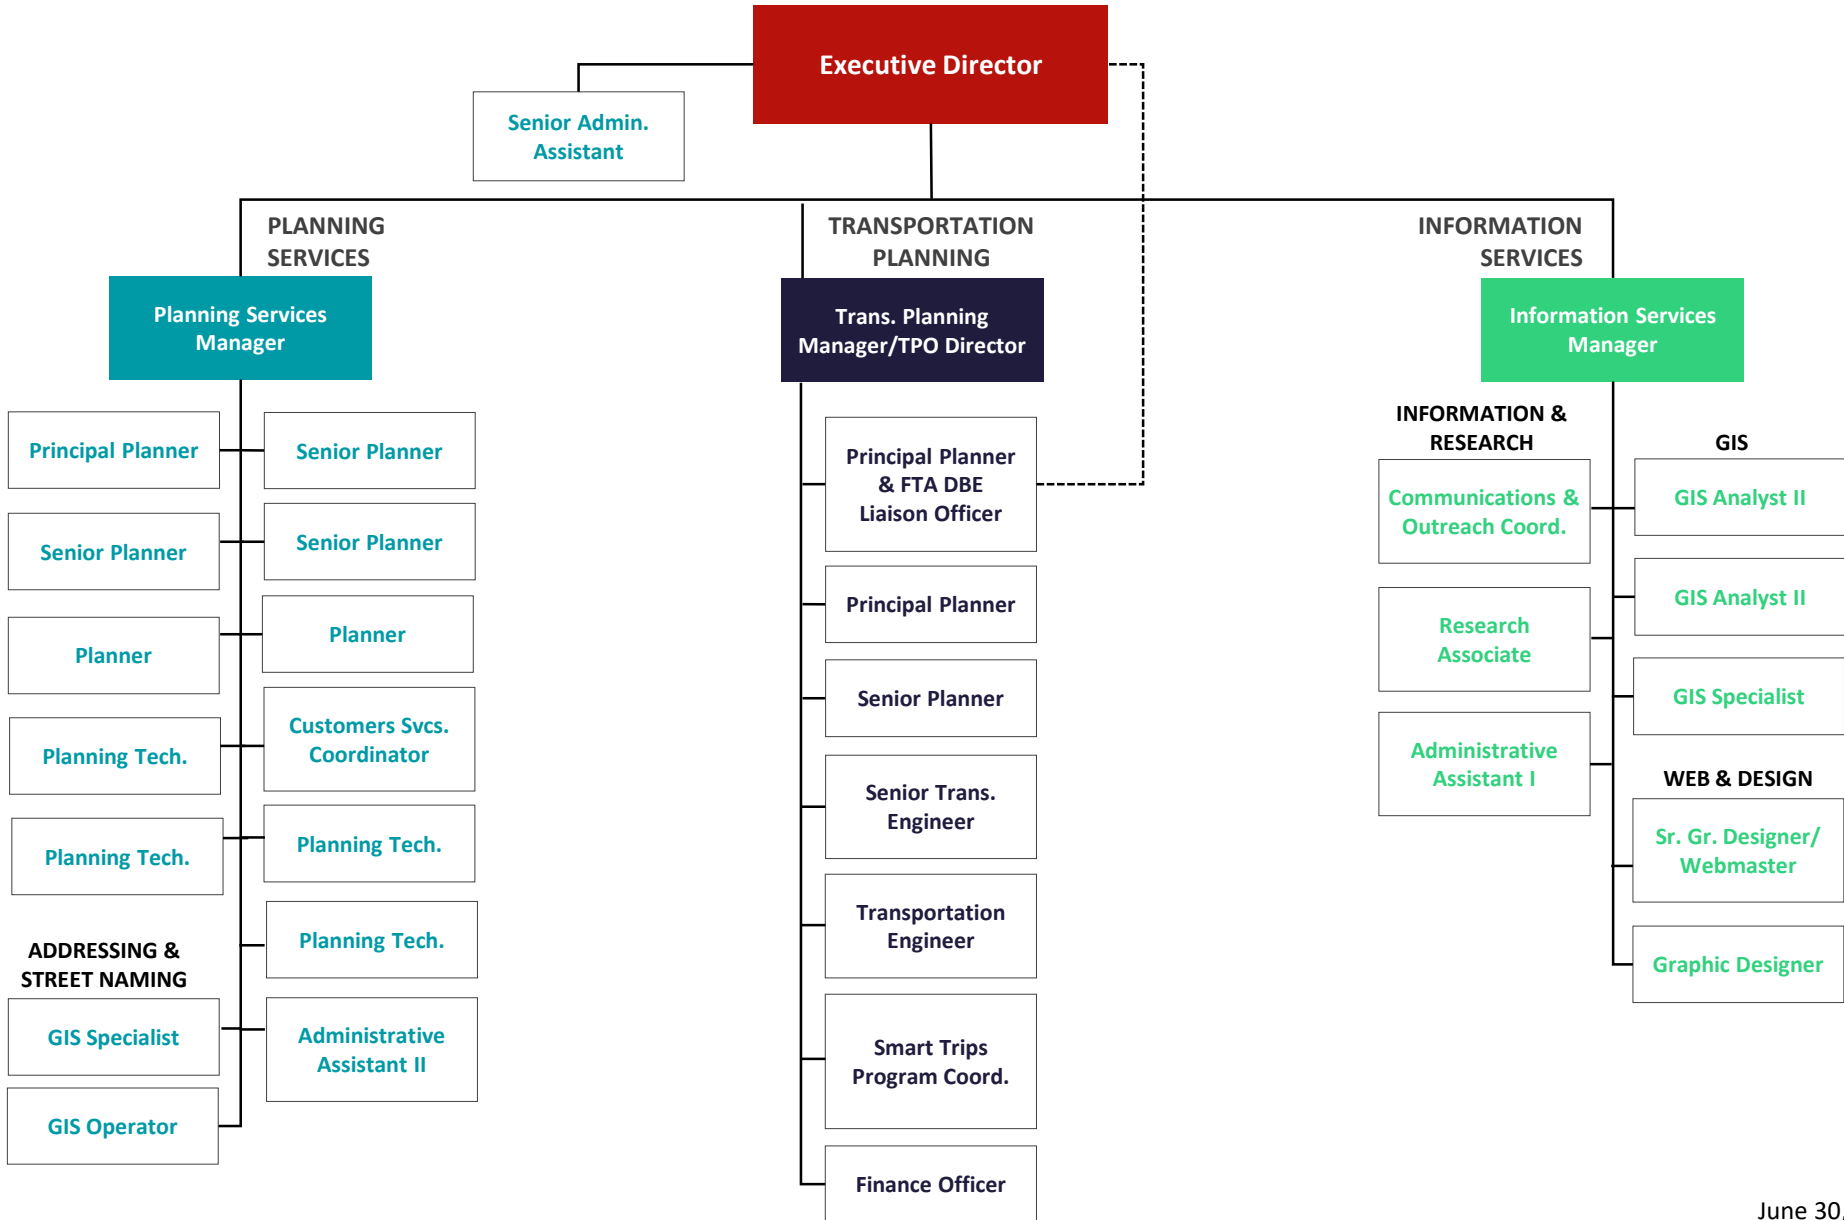 Executive Director
Senior Admin.
Assistant
PLANNING
SERVICES
TRANSPORTATION
PLANNING
INFORMATION
SERVICES
Planning Services
Manager
Trans. Planning
Manager/TPO Director
Information Services
Manager
Principal Planner
Senior Planner
Senior Planner
Senior Planner
Planner
Planner
Planning Tech.
Customers Svcs.
Coordinator
Planning Tech.
Planning Tech.
Planning Tech.
ADDRESSING &
STREET NAMING
GIS Specialist
Administrative
Assistant II
GIS Operator
Principal Planner
& FTA DBE
Liaison Officer
Principal Planner
Senior Planner
Senior Trans.
Engineer
Transportation
Engineer
Smart Trips
Program Coord.
Finance Officer
INFORMATION &
RESEARCH
Communications &
Outreach Coord.
Research
Associate
Administrative
Assistant I
GIS
GIS Analyst II
GIS Analyst II
GIS Specialist
WEB & DESIGN
Sr. Gr. Designer/
Webmaster
Graphic Designer
June 30,